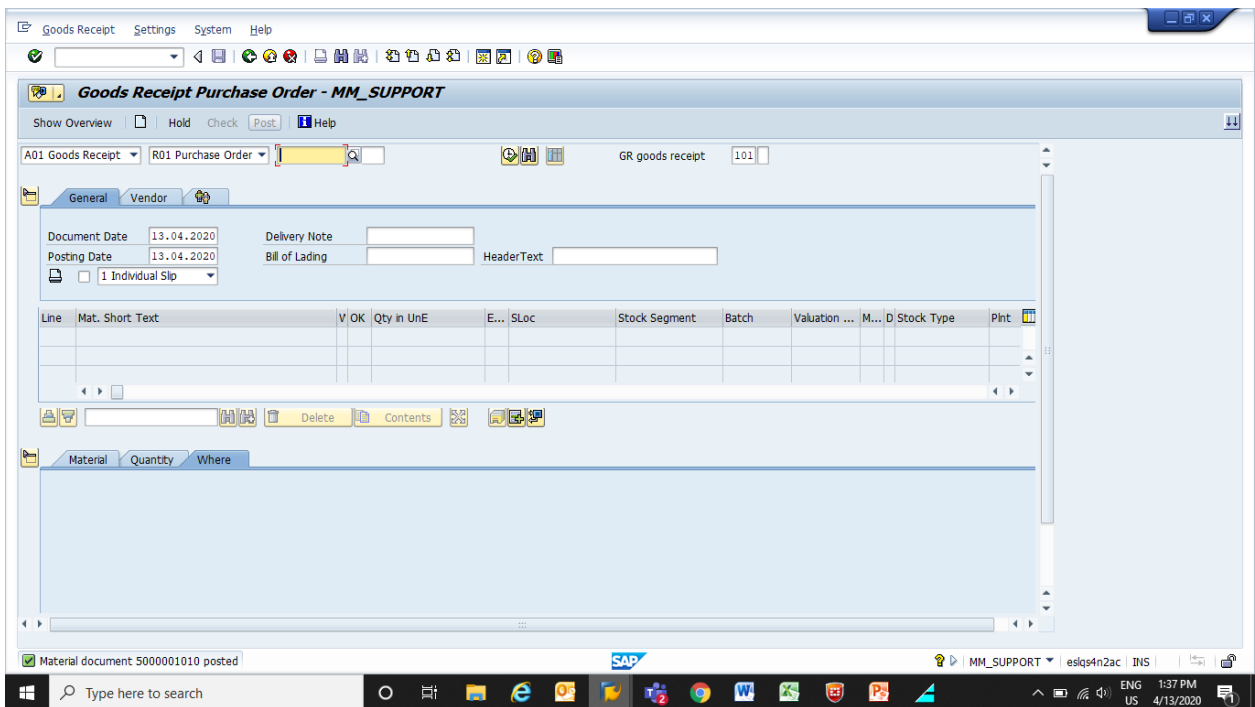 Goods Receipt Settings System Help
Goods Receipt Purchase Order - MM_SUPPORT
Show Overview Hold Check Post Help
A01 Goods Receipt R01 Purchase Order GR goods receipt 101
General Vendor
Document Date 13.04.2020 Delivery Note
Posting Date 13.04.2020 Bill of Lading HeaderText
1 Individual Slip
Line Mat. Short Text V OK Qty in UnE E... SLoc Stock Segment Batch Valuation ... M... D Stock Type Plnt
Delete Contents
Material Quantity Where
Material document 5000001010 posted SAP MM_SUPPORT eslqs4n2ac INS
Type here to search ENG 1:37 PM
US 4/13/2020